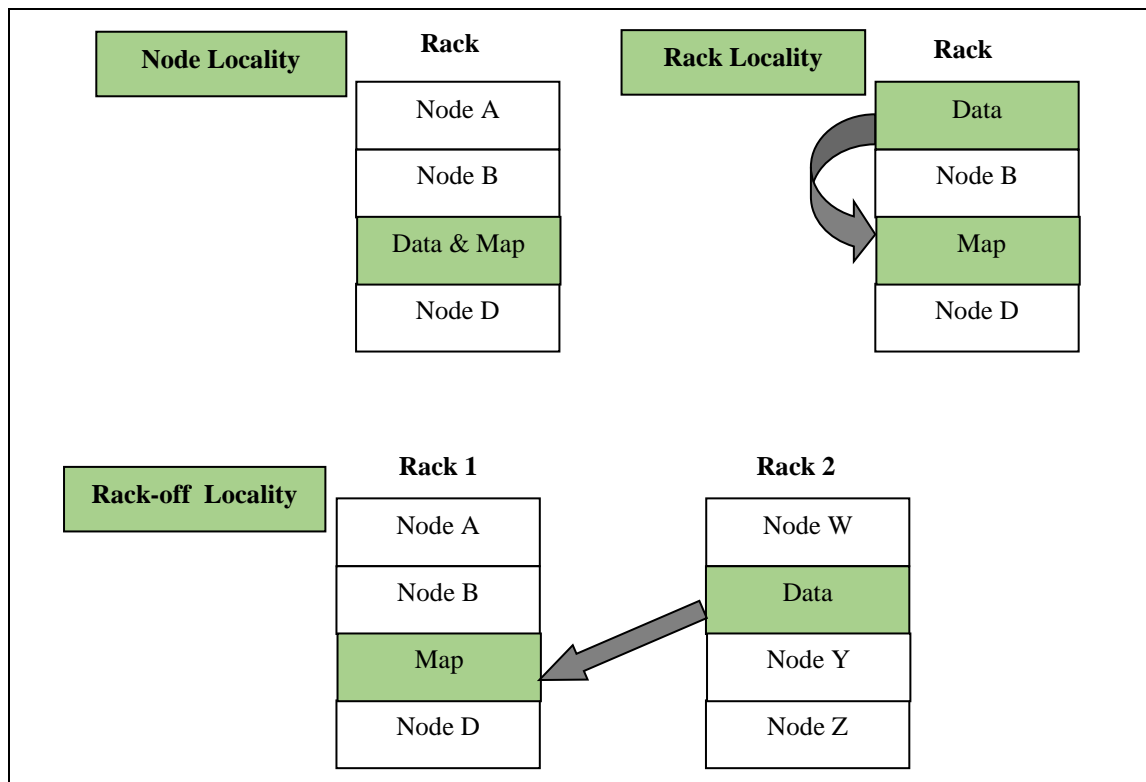 Node Locality
Rack
Node A
Node B
Data & Map
Node D
Rack Locality
Rack
Data
Node B
Map
Node D
Rack-off Locality
Rack 1
Node A
Node B
Map
Node D
Rack 2
Node W
Data
Node Y
Node Z